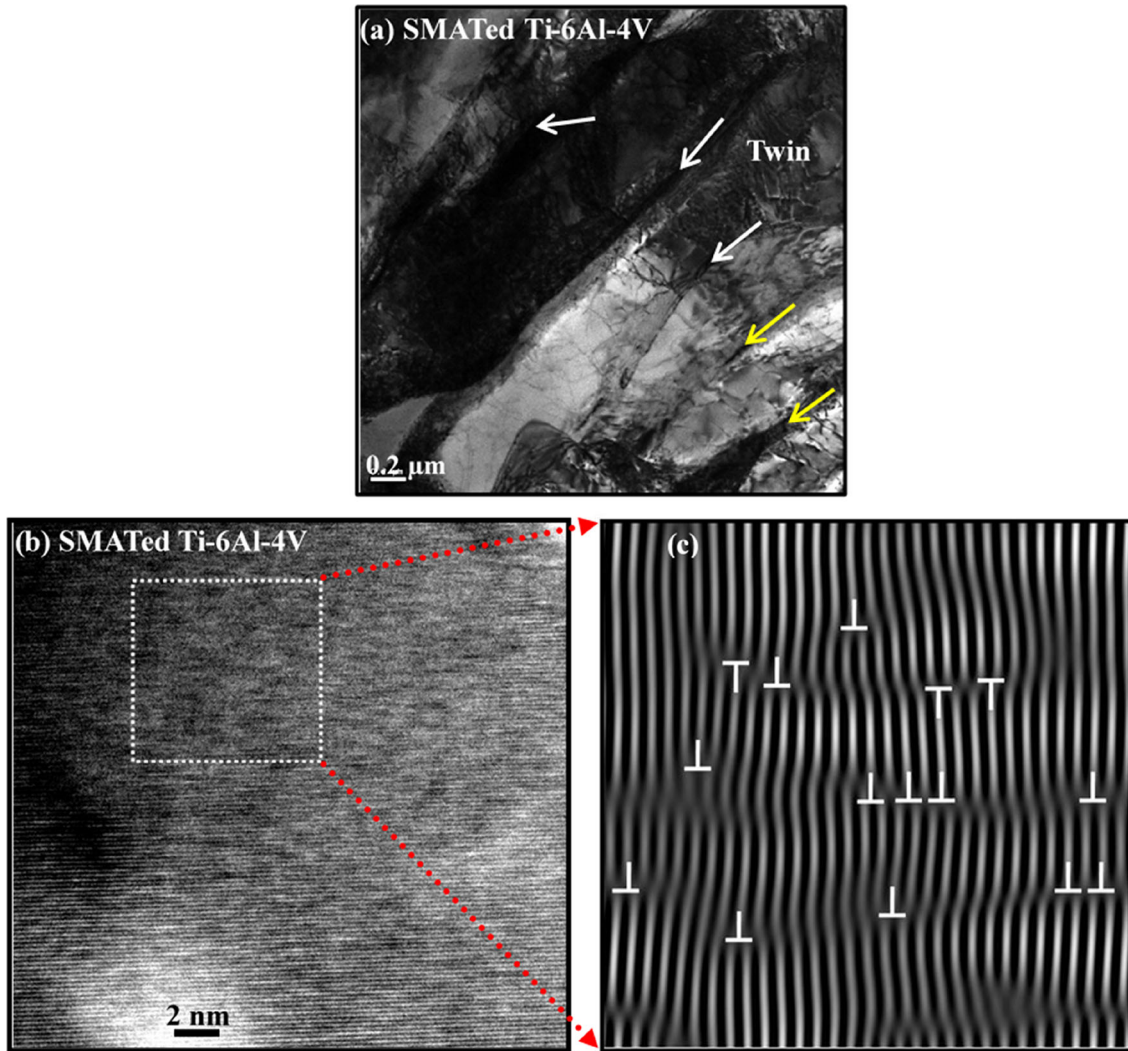 (a) SMATed Ti-6Al-4V
Twin
0.2 μm
(b) SMATed Ti-6Al-4V
2 nm
(c)